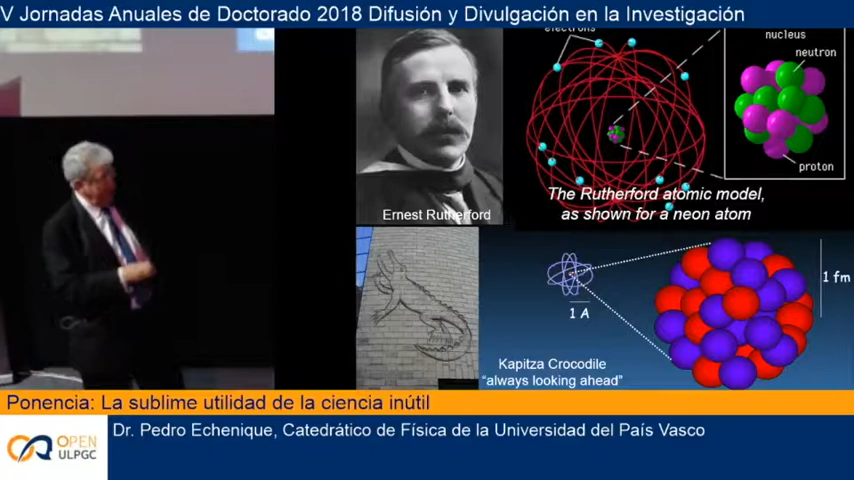 V Jornadas Anuales de Doctorado 2018 Difusión y Divulgación en la Investigación
electrons
nucleus
neutron
proton
Ernest Rutherford
The Rutherford atomic model,
as shown for a neon atom
1 A
1 fm
Kapitza Crocodile
“always looking ahead”
Ponencia: La sublime utilidad de la ciencia inútil
OPEN
ULPGC
Dr. Pedro Echenique, Catedrático de Física de la Universidad del País Vasco